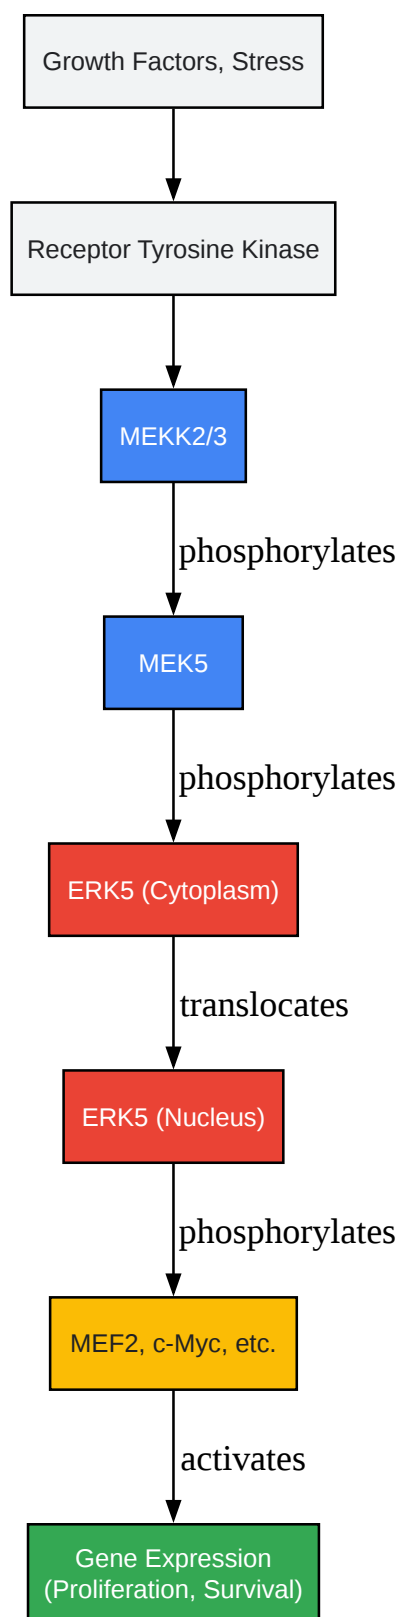 Growth Factors, Stress
Receptor Tyrosine Kinase
MEKK2/3
phosphorylates
MEK5
phosphorylates
ERK5 (Cytoplasm)
translocates
ERK5 (Nucleus)
phosphorylates
MEF2, c-Myc, etc.
activates
Gene Expression
(Proliferation, Survival)